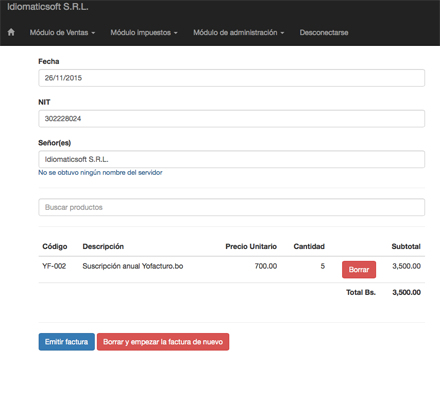 Idiomaticsoft S.R.L.
Módulo de Ventas Módulo impuestos Módulo de administración Desconectarse
Fecha
26/11/2015
NIT
302228024
Señor(es)
Idiomaticsoft S.R.L.
No se obtuvo ningún nombre del servidor
Buscar productos
Código Descripción Precio Unitario Cantidad Subtotal
YF-002 Suscripción anual Yofacturo.bo 700.00 5 Borrar 3,500.00
Total Bs. 3,500.00
Emitir factura Borrar y empezar la factura de nuevo